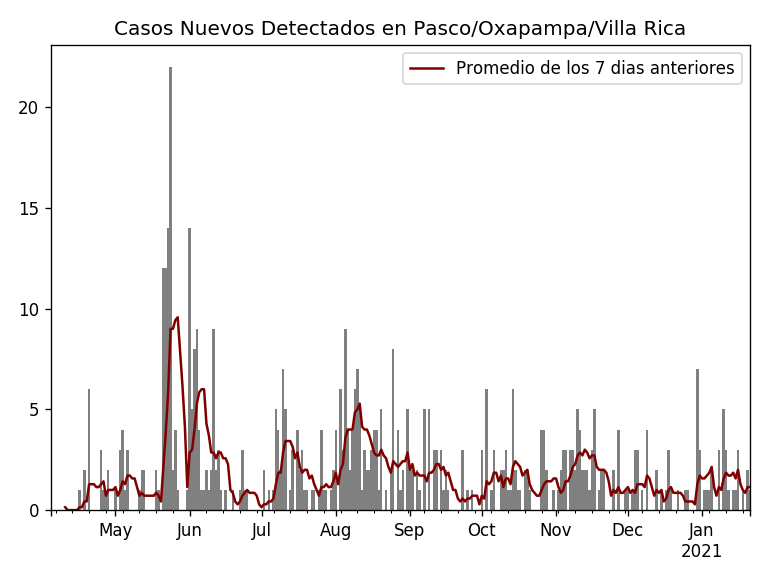 Casos Nuevos Detectados en Pasco/Oxapampa/Villa Rica
Promedio de los 7 dias anteriores
20
15
10
5
0
May Jun Jul Aug Sep Oct Nov Dec Jan
2021